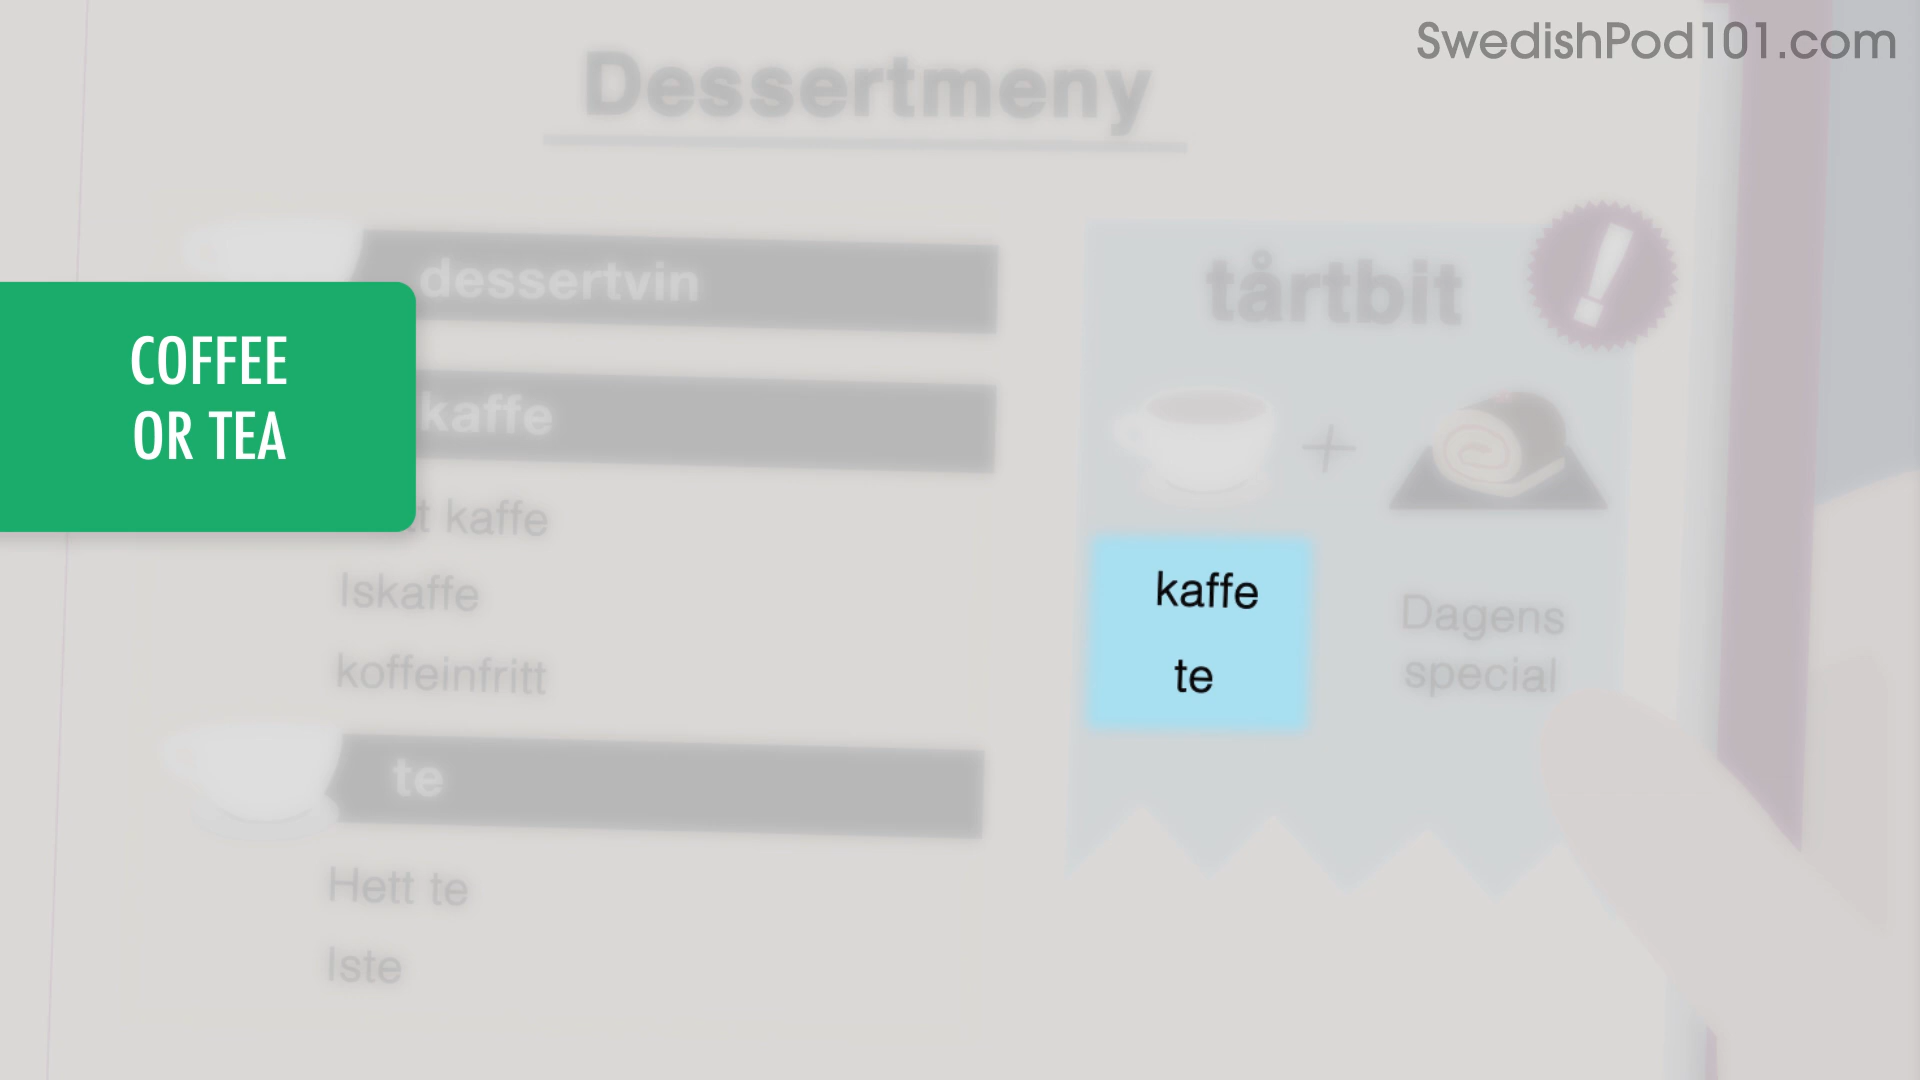 SwedishPod101.com
Dessertmeny
dessertvin
kaffe
kaffe
Iskaffe
koffeinfritt
te
Hett te
Iste
tårtbit
!
+
kaffe
te
Dagens
special
COFFEE
OR TEA